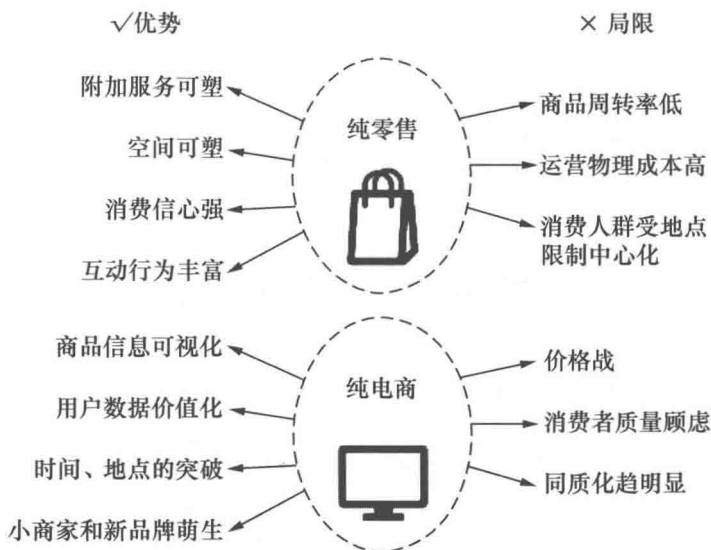 √优势
× 局限
附加服务可塑
空间可塑
消费信心强
互动行为丰富
纯零售
商品周转率低
运营物理成本高
消费人群受地点
限制中心化
商品信息可视化
用户数据价值化
时间、地点的突破
小商家和新品牌萌生
纯电商
价格战
消费者质量顾虑
同质化趋明显